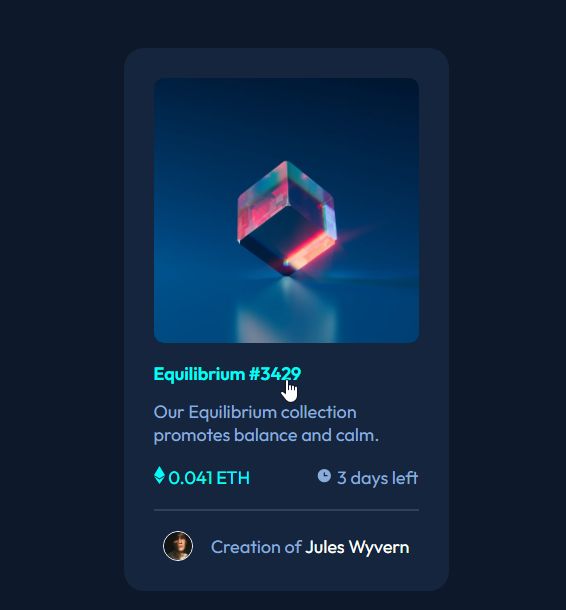 Equilibrium #3429
Our Equilibrium collection
promotes balance and calm.
0.041 ETH
3 days left
Creation of Jules Wyvern